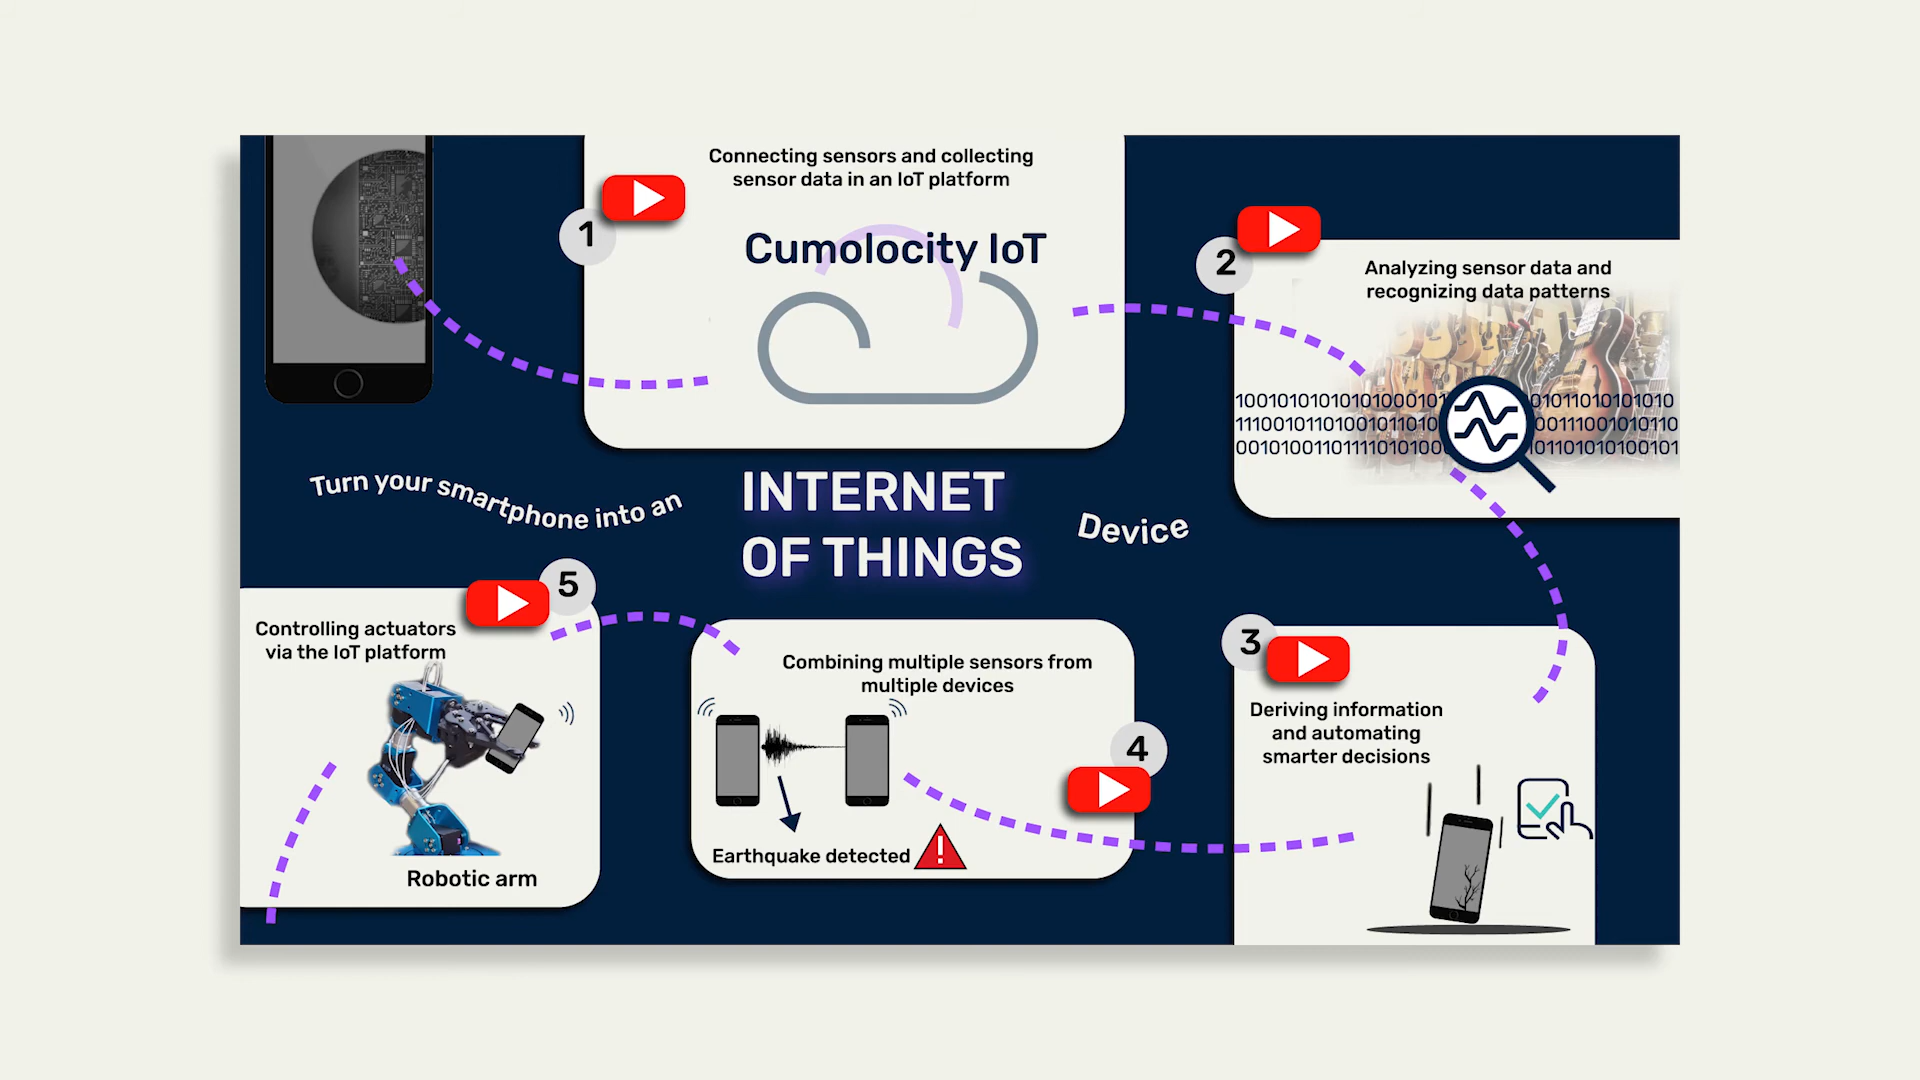 Connecting sensors and collecting
sensor data in an IoT platform
1
Cumolocity IoT
2
Analyzing sensor data and
recognizing data patterns
Turn your smartphone into an
INTERNET
OF THINGS
Device
5
Controlling actuators
via the IoT platform
Robotic arm
Combining multiple sensors from
multiple devices
4
Earthquake detected
!
3
Deriving information
and automating
smarter decisions